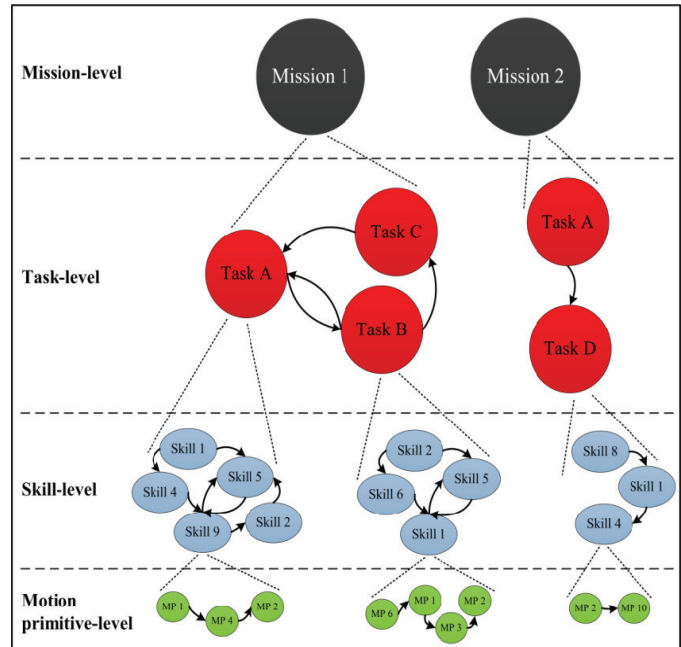 Mission-level
Mission 1
Mission 2
Task-level
Task A
Task C
Task B
Task A
Task D
Skill-level
Skill 1
Skill 5
Skill 4
Skill 2
Skill 9
Skill 2
Skill 5
Skill 6
Skill 1
Skill 8
Skill 1
Skill 4
Motion
primitive-level
MP 1
MP 4
MP 2
MP 6
MP 1
MP 3
MP 2
MP 2
MP 10